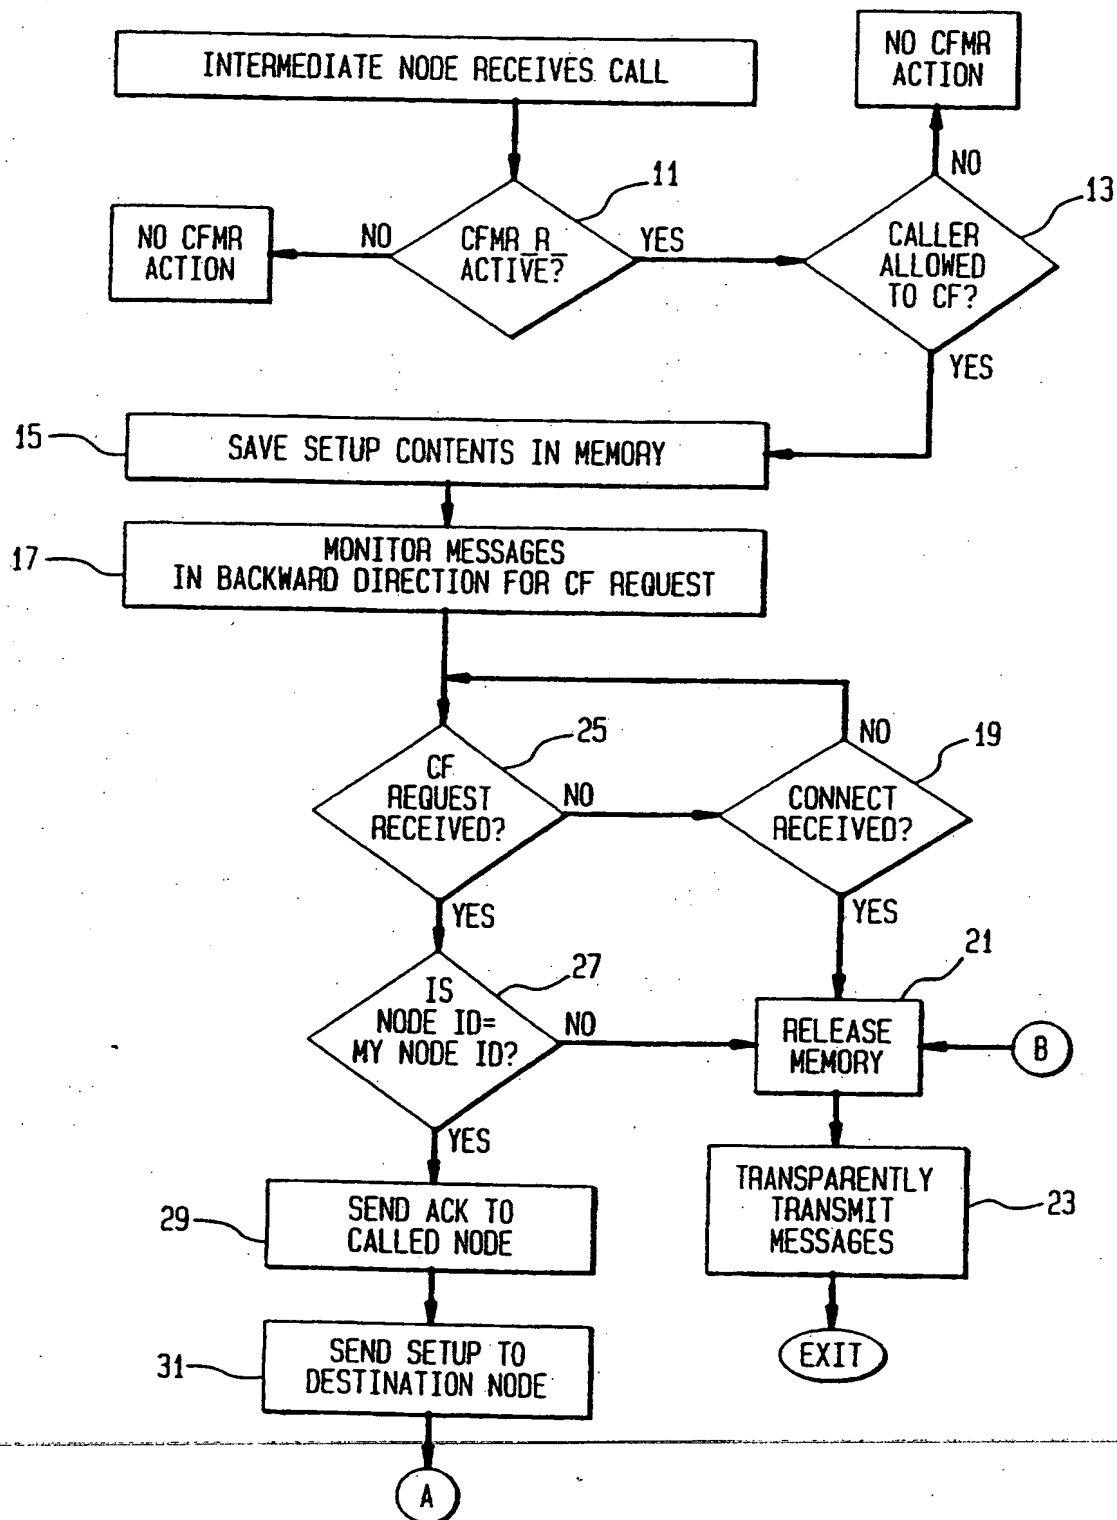 INTERMEDIATE NODE RECEIVES CALL
NO CFMR
ACTION
NO
11
13
NO CFMR
ACTION
NO
CFMR_R_
ACTIVE?
YES
CALLER
ALLOWED
TO CF?
YES
15
SAVE SETUP CONTENTS IN MEMORY
17
MONITOR MESSAGES
IN BACKWARD DIRECTION FOR CF REQUEST
25
NO
19
CF
REQUEST
RECEIVED?
NO
CONNECT
RECEIVED?
YES
YES
27
21
IS
NODE ID=
MY NODE ID?
NO
RELEASE
MEMORY
B
YES
29
SEND ACK TO
CALLED NODE
TRANSPARENTLY
TRANSMIT
MESSAGES
23
31
SEND SETUP TO
DESTINATION NODE
EXIT
A